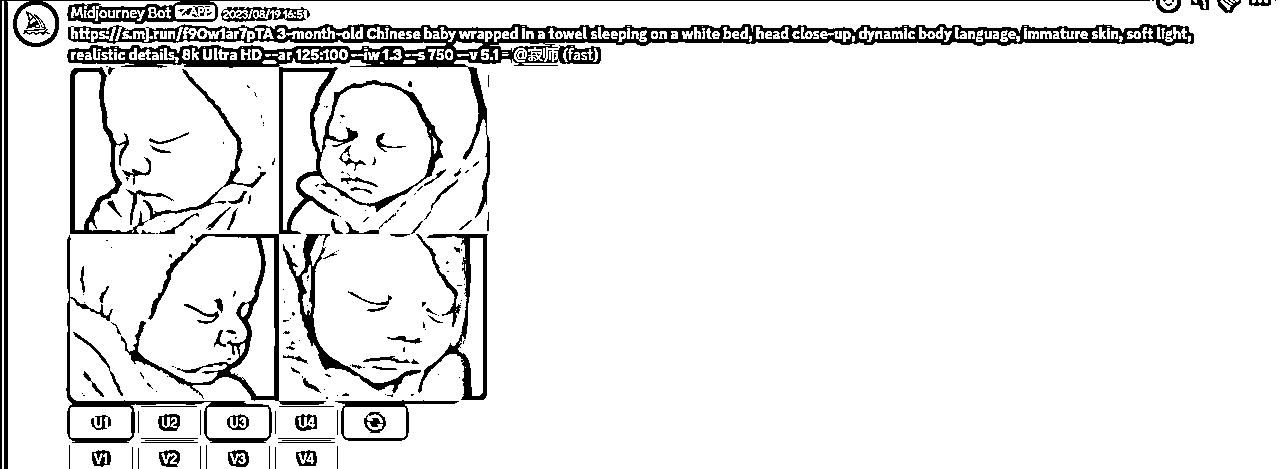 Midjourney Bot ✓APP 2023/08/19 16:51
https://s.mj.run/f9Ow1ar7pTA 3-month-old Chinese baby wrapped in a towel sleeping on a white bed, head close-up, dynamic body language, immature skin, soft light,
realistic details, 8k Ultra HD --ar 125:100 --iw 1.3 --s 750 --v 5.1 - @寂师 (fast)
U1 U2 U3 U4
V1 V2 V3 V4